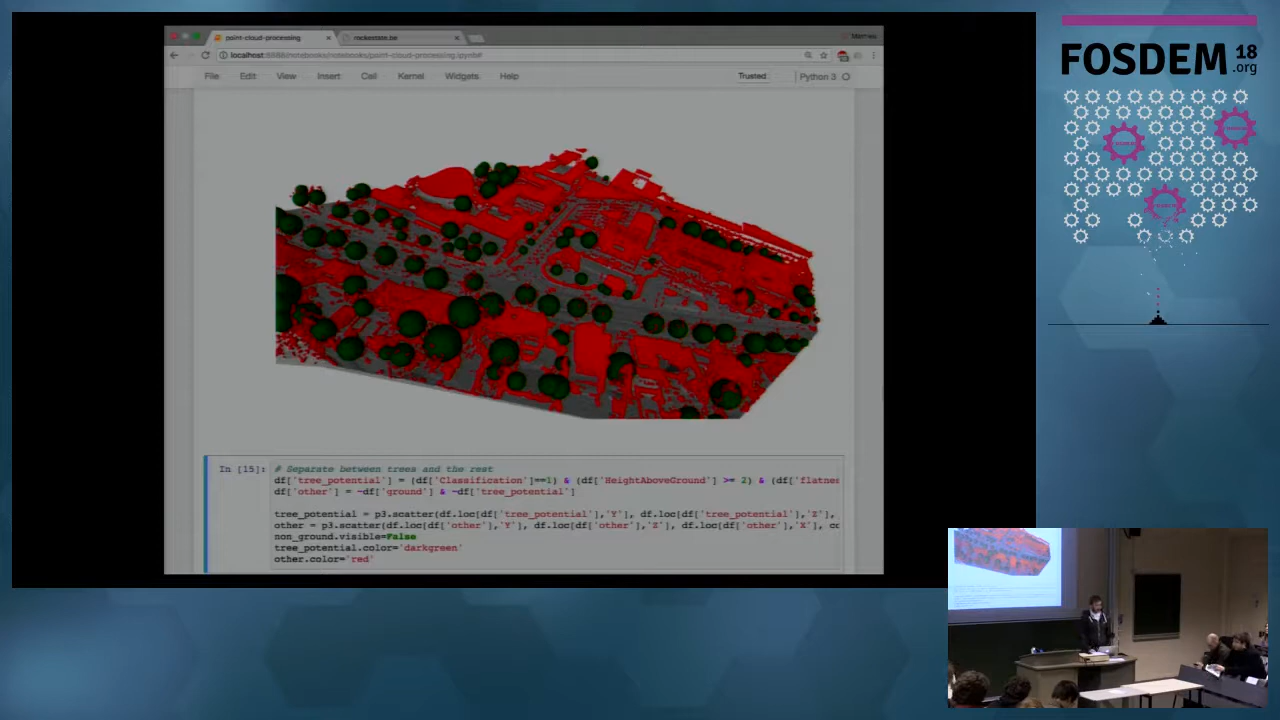 point-cloud-processing
rockestate.be
File Edit View Insert Cell Kernel Widgets Help
Trusted
Python 3
In [15]:
# Separate between trees and the rest
df['tree_potential'] = (df['Classification']==1) & (df['HeightAboveGround'] >= 2) & (df['flatnes
df['other'] = ~df['ground'] & ~df['tree_potential']
tree_potential = p3.scatter(df.loc[df['tree_potential'],'Y'], df.loc[df['tree_potential'],'Z'],
other = p3.scatter(df.loc[df['other'],'Y'], df.loc[df['other'],'Z'], df.loc[df['other'],'X'], co
non_ground.visible=False
tree_potential.color='darkgreen'
other.color='red'
FOSDEM 18
.org